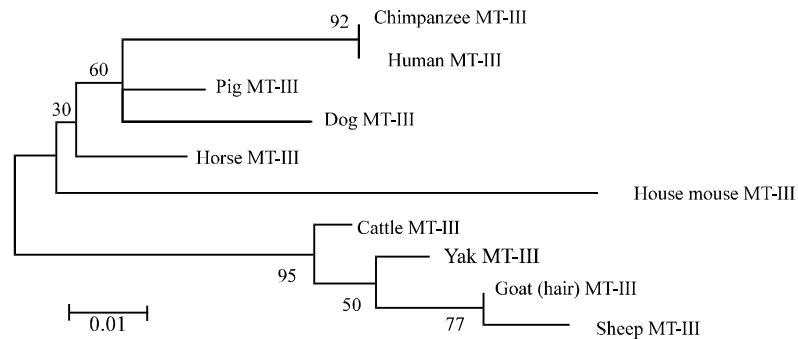 92
Chimpanzee MT-III
Human MT-III
60
Pig MT-III
30
Dog MT-III
Horse MT-III
House mouse MT-III
Cattle MT-III
Yak MT-III
95
Goat (hair) MT-III
50
77
Sheep MT-III
0.01